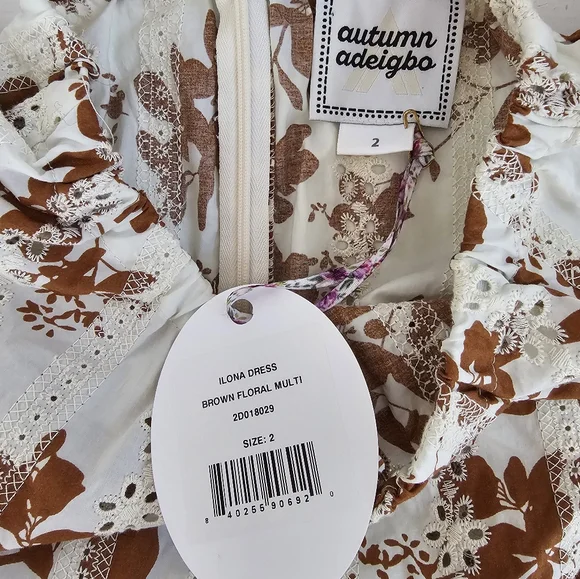 autumn
adeigbo
2
ILONA DRESS
BROWN FLORAL MULTI
2D018029
SIZE: 2
8 40255 90692 0